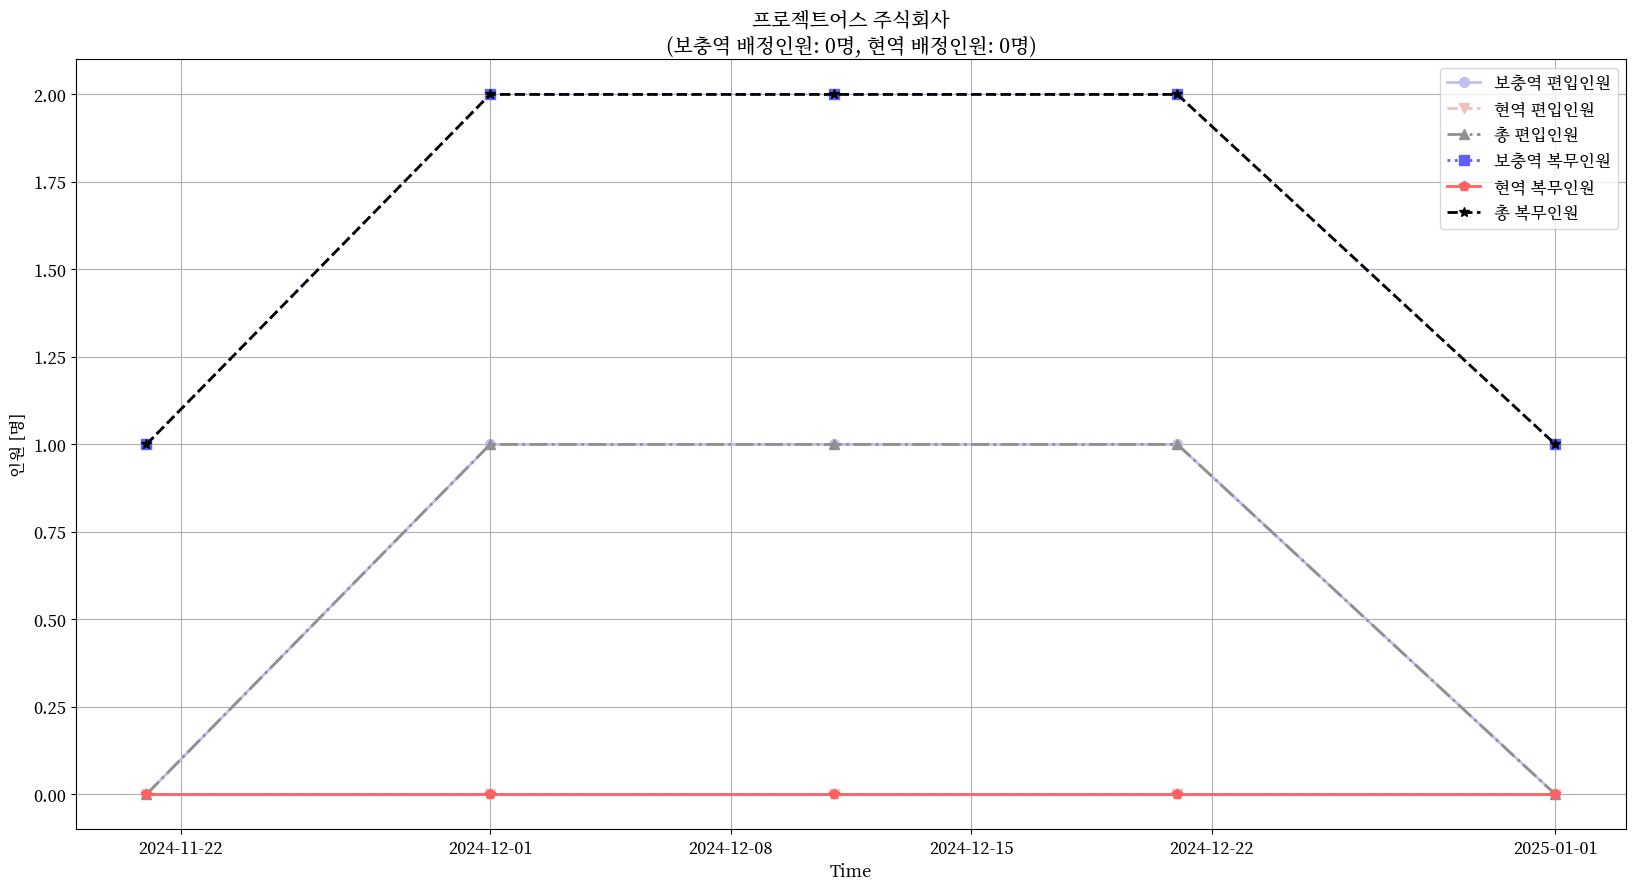 프로젝트어스 주식회사
(보충역 배정인원: 0명, 현역 배정인원: 0명)
보충역 편입인원
현역 편입인원
총 편입인원
보충역 복무인원
현역 복무인원
총 복무인원
인원 [명]
2.00
1.75
1.50
1.25
1.00
0.75
0.50
0.25
0.00
2024-11-22
2024-12-01
2024-12-08
2024-12-15
2024-12-22
2025-01-01
Time